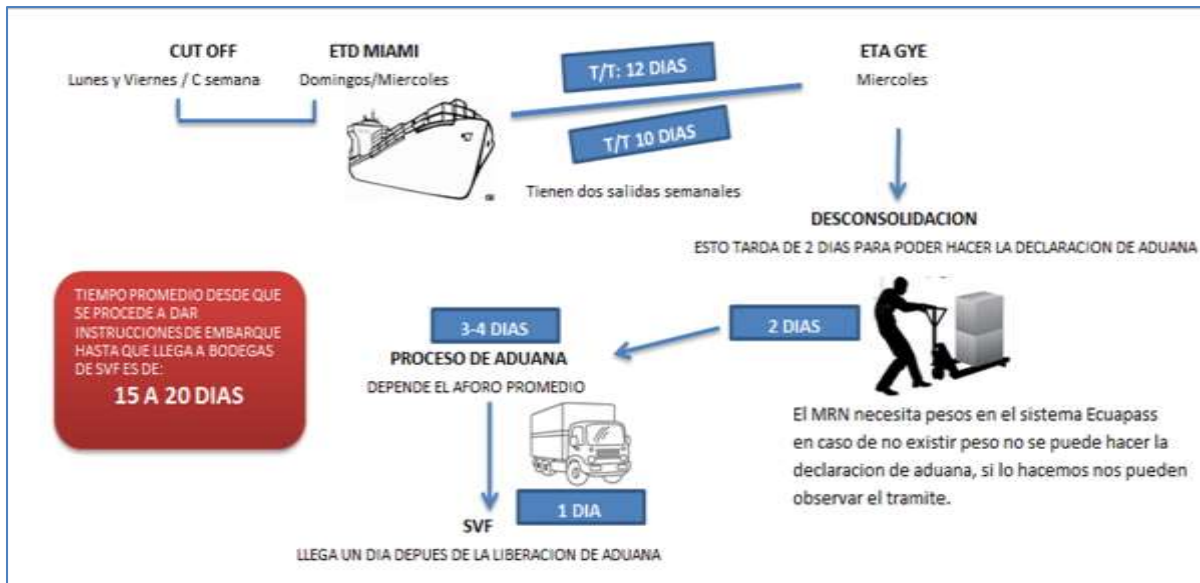 CUT OFF
Lunes y Viernes / C semana
ETD MIAMI
Domingos/Miercoles
T/T: 12 DIAS
T/T 10 DIAS
Tienen dos salidas semanales
ETA GYE
Miercoles
DESCONSOLIDACION
ESTO TARDA DE 2 DIAS PARA PODER HACER LA DECLARACION DE ADUANA
2 DIAS
El MRN necesita pesos en el sistema Ecuapass
en caso de no existir peso no se puede hacer la
declaracion de aduana, si lo hacemos nos pueden
observar el tramite.
3-4 DIAS
PROCESO DE ADUANA
DEPENDE EL AFORO PROMEDIO
1 DIA
SVF
LLEGA UN DIA DEPUES DE LA LIBERACION DE ADUANA
TIEMPO PROMEDIO DESDE QUE
SE PROCEDE A DAR
INSTRUCCIONES DE EMBARQUE
HASTA QUE LLEGA A BODEGAS
DE SVF ES DE:
15 A 20 DIAS